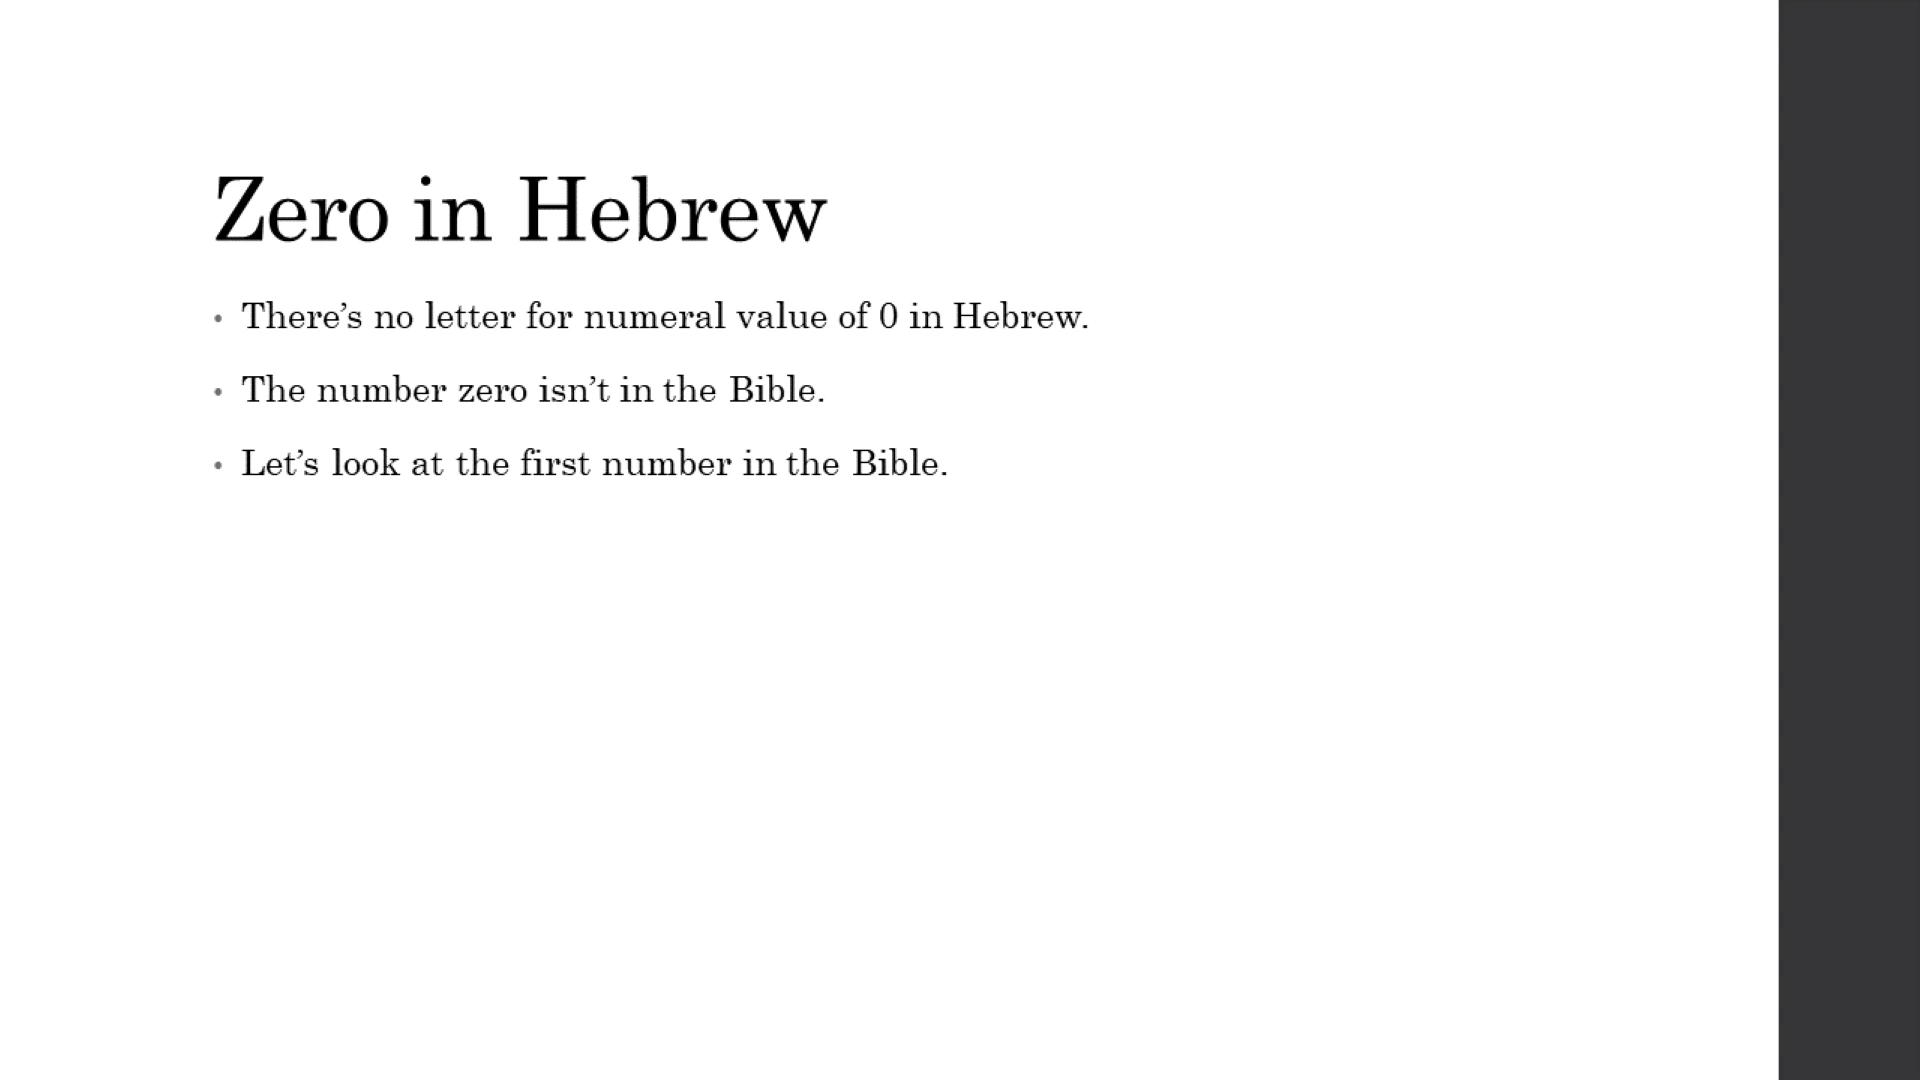 Zero in Hebrew
• There’s no letter for numeral value of 0 in Hebrew.
• The number zero isn’t in the Bible.
• Let’s look at the first number in the Bible.